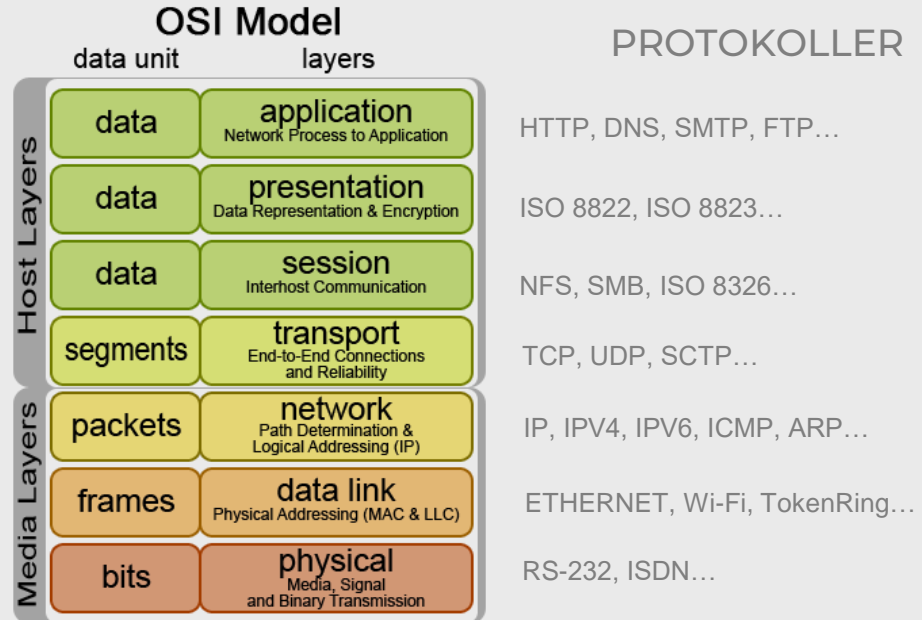 OSI Model
PROTOKOLLER
data unit
layers
Host Layers
data
application
Network Process to Application
HTTP, DNS, SMTP, FTP…
data
presentation
Data Representation & Encryption
ISO 8822, ISO 8823…
data
session
Interhost Communication
NFS, SMB, ISO 8326…
segments
transport
End-to-End Connections
and Reliability
TCP, UDP, SCTP…
Media Layers
packets
network
Path Determination &
Logical Addressing (IP)
IP, IPV4, IPV6, ICMP, ARP…
frames
data link
Physical Addressing (MAC & LLC)
ETHERNET, Wi-Fi, TokenRing…
bits
physical
Media, Signal
and Binary Transmission
RS-232, ISDN…